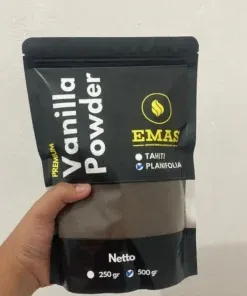 PREMIUM
Vanilla
Powder
EMAS
TAHITI
PLANIFOLIA
Netto
250 gr
500 gr